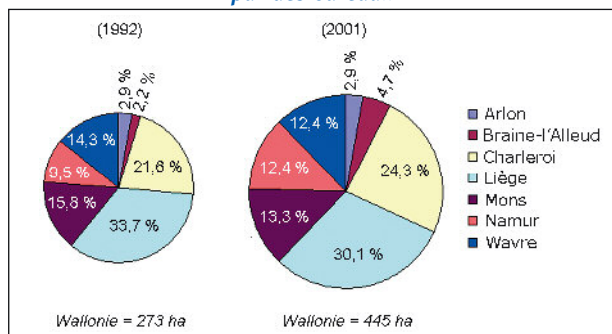 (1992)
(2001)
2,9 %
2,2 %
21,6 %
33,7 %
15,8 %
9,5 %
14,3 %
2,9 %
4,7 %
24,3 %
30,1 %
13,3 %
12,4 %
12,4 %
Arlon
Braine-l'Alleud
Charleroi
Liège
Mons
Namur
Wavre
Wallonie = 273 ha
Wallonie = 445 ha